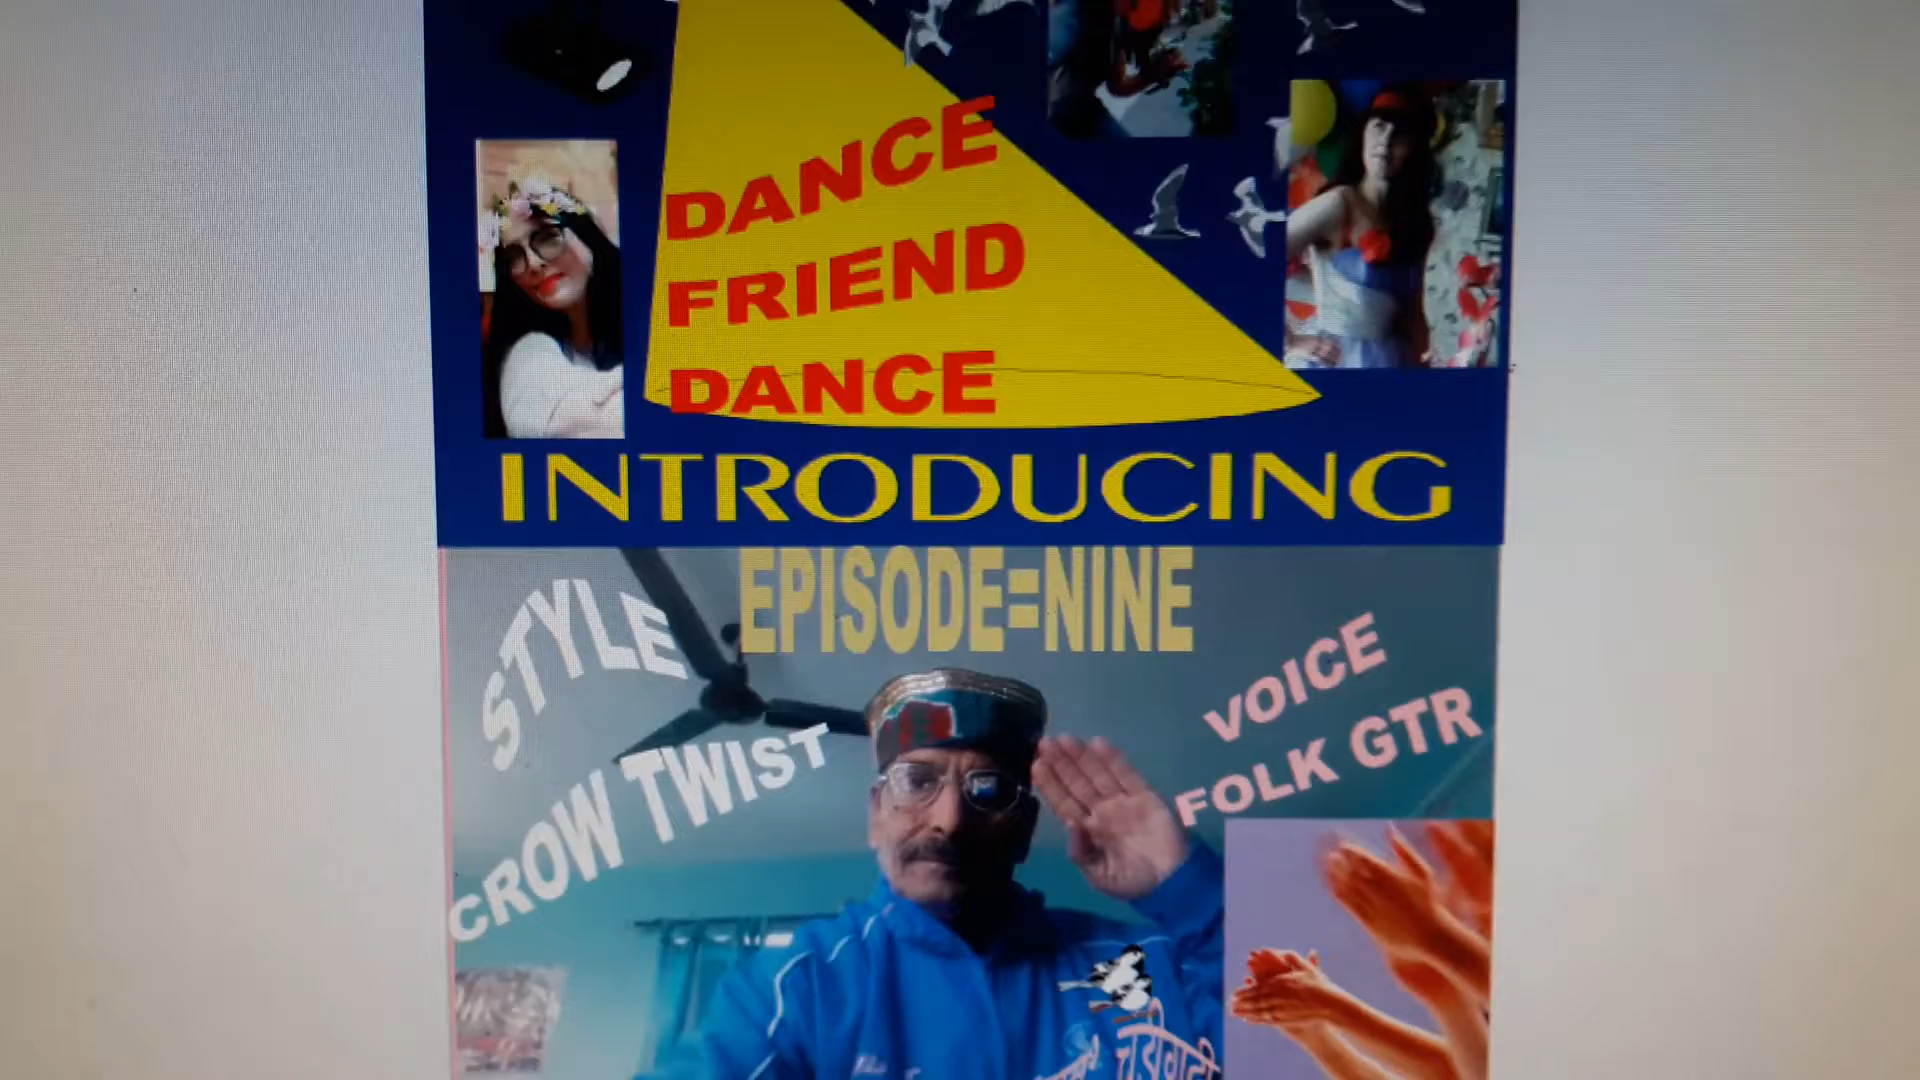 DANCE
FRIEND
DANCE
INTRODUCING
EPISODE=NINE
STYLE
CROW TWIST
VOICE
FOLK GTR